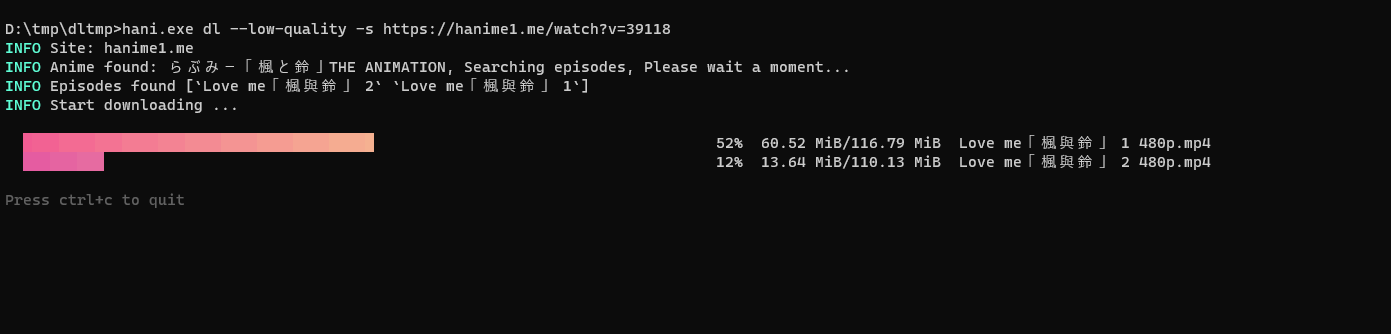 D:\tmp\dltmp>hani.exe dl --low-quality -s https://hanime1.me/watch?v=39118
INFO Site: hanime1.me
INFO Anime found: らぶみー「楓と鈴」THE ANIMATION, Searching episodes, Please wait a moment...
INFO Episodes found [`Love me「楓與鈴」 2` `Love me「楓與鈴」 1`]
INFO Start downloading ...
52%  60.52 MiB/116.79 MiB  Love me「楓與鈴」 1 480p.mp4
12%  13.64 MiB/110.13 MiB  Love me「楓與鈴」 2 480p.mp4
Press ctrl+c to quit